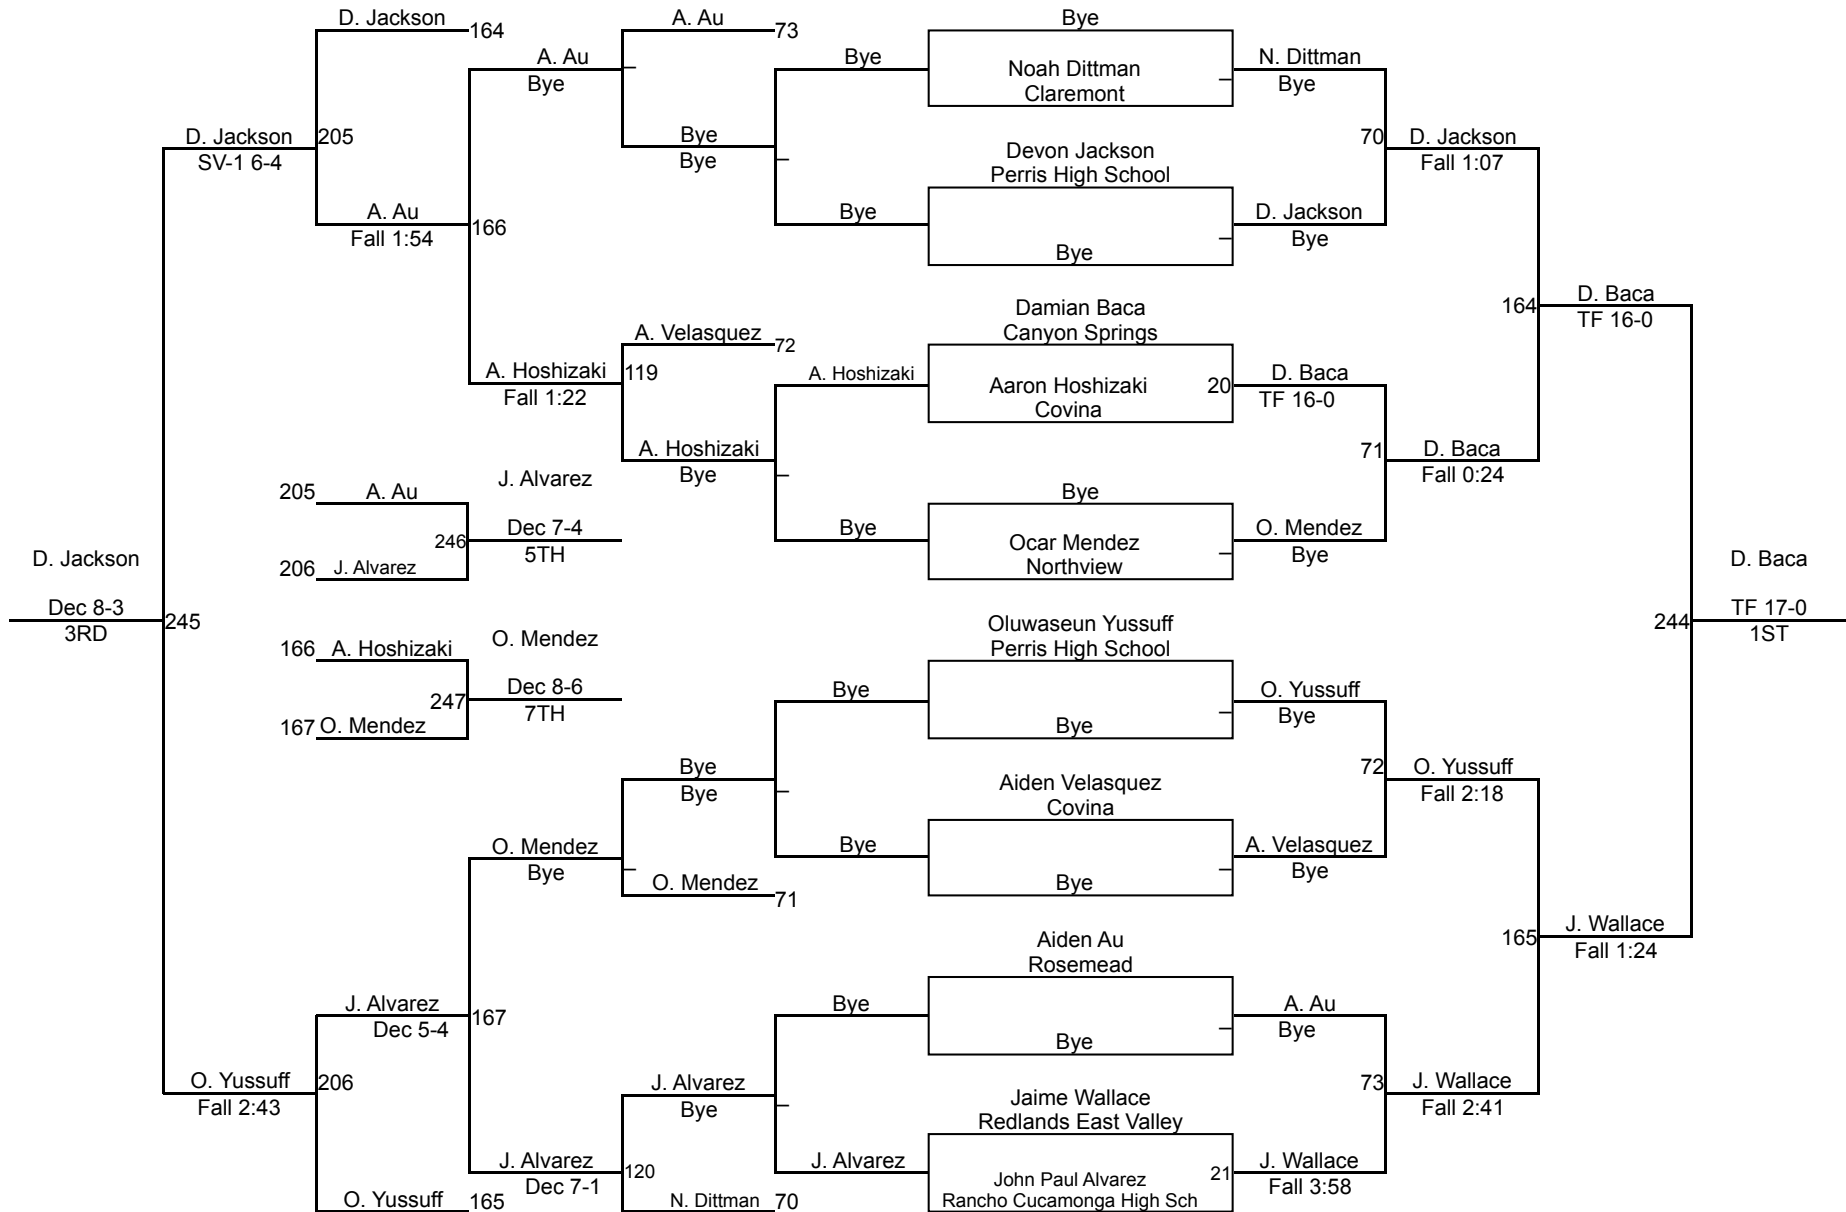 D. Jackson
164
A. Au
73
Bye
A. Au
Bye
Bye
Noah Dittman
Claremont
N. Dittman
Bye
D. Jackson
SV-1 6-4
205
Bye
Bye
Devon Jackson
Perris High School
70
D. Jackson
Fall 1:07
A. Au
Fall 1:54
166
Bye
Bye
D. Jackson
Bye
Damian Baca
Canyon Springs
164
D. Baca
TF 16-0
A. Velasquez
72
A. Hoshizaki
Fall 1:22
119
A. Hoshizaki
Aaron Hoshizaki
Covina
20
D. Baca
TF 16-0
A. Hoshizaki
Bye
71
D. Baca
Fall 0:24
J. Alvarez
205
A. Au
Bye
246
Dec 7-4
5TH
Bye
Ocar Mendez
Northview
O. Mendez
Bye
206
J. Alvarez
D. Jackson
Dec 8-3
3RD
245
D. Baca
244
TF 17-0
1ST
O. Mendez
166
A. Hoshizaki
247
Dec 8-6
7TH
167
O. Mendez
Oluwaseun Yussuff
Perris High School
Bye
Bye
O. Yussuff
Bye
Bye
Bye
Aiden Velasquez
Covina
72
O. Yussuff
Fall 2:18
O. Mendez
Bye
Bye
Bye
A. Velasquez
Bye
O. Mendez
71
165
J. Wallace
Fall 1:24
Aiden Au
Rosemead
J. Alvarez
Dec 5-4
167
Bye
Bye
A. Au
Bye
O. Yussuff
Fall 2:43
206
J. Alvarez
Bye
Jaime Wallace
Redlands East Valley
73
J. Wallace
Fall 2:41
J. Alvarez
Dec 7-1
120
J. Alvarez
John Paul Alvarez
Rancho Cucamonga High Sch
21
J. Wallace
Fall 3:58
O. Yussuff
165
N. Dittman
70